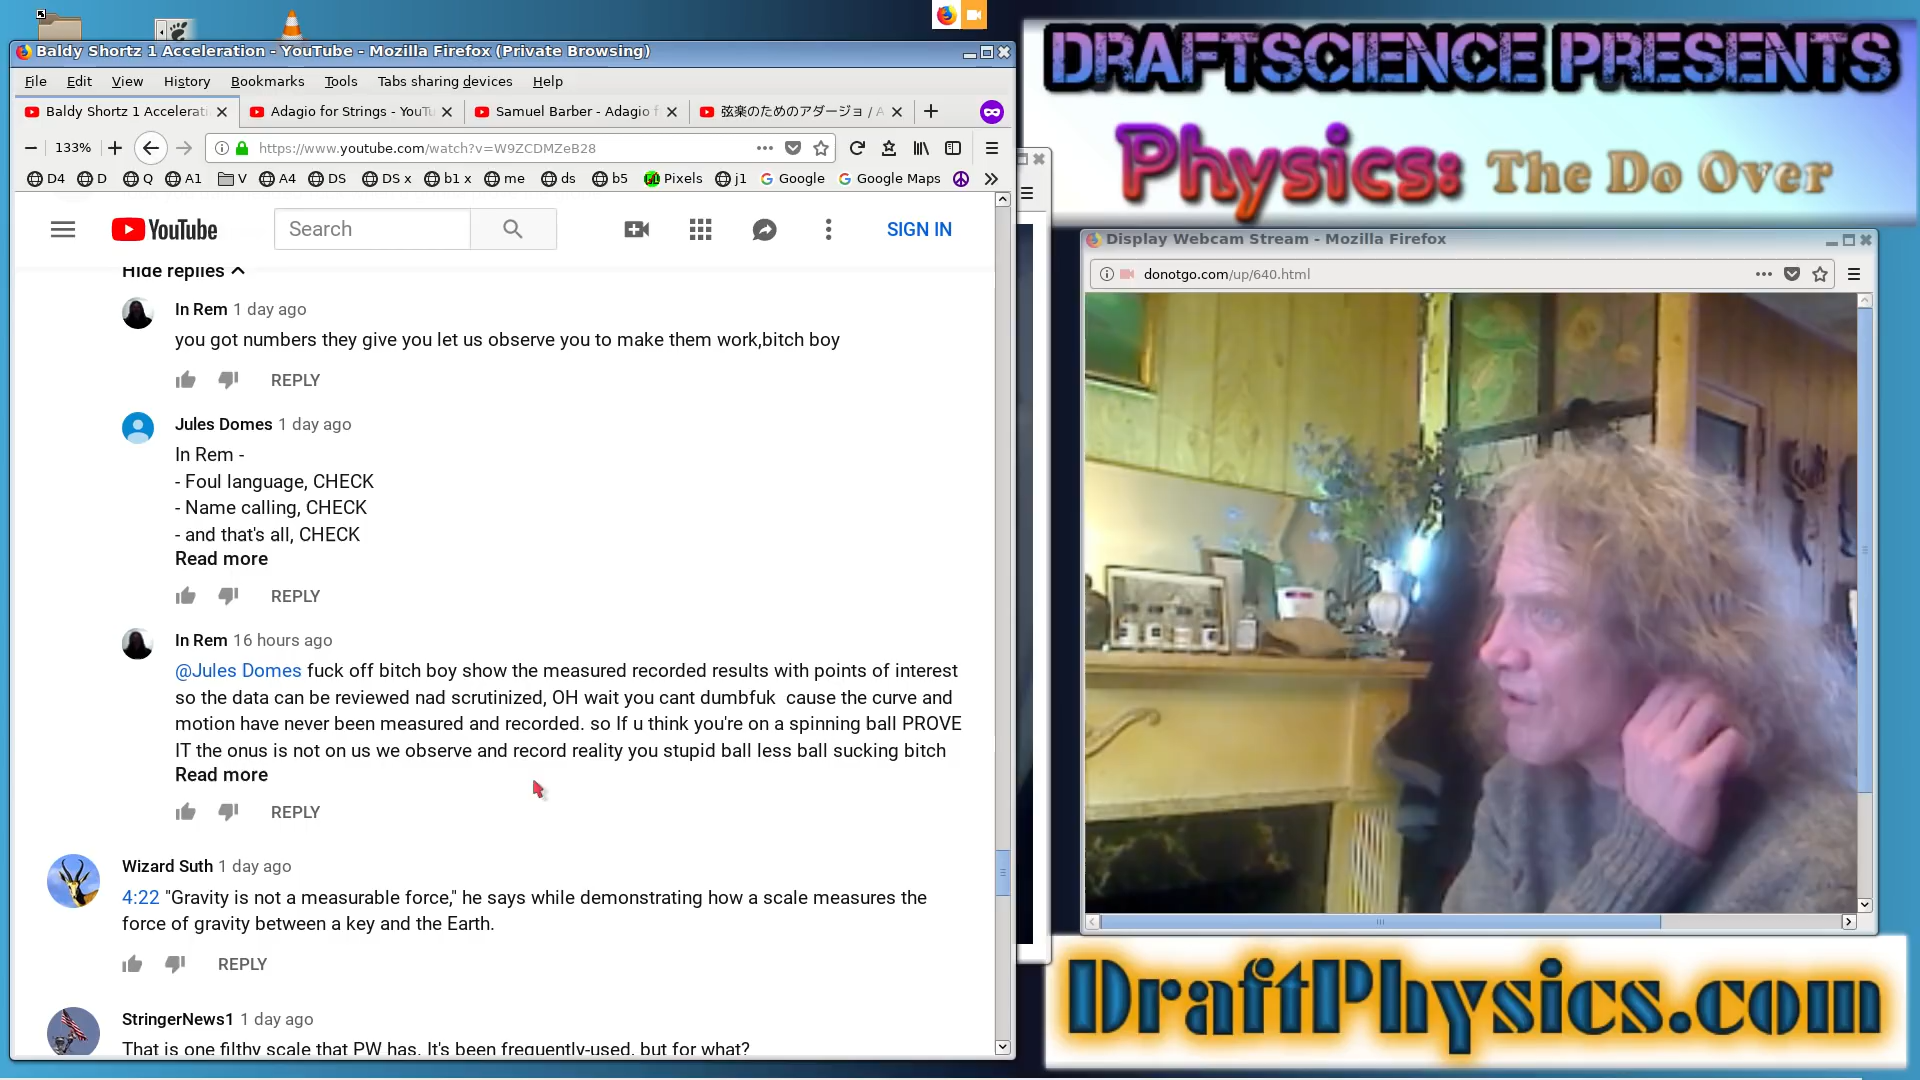 Baldy Shortz 1 Acceleration - YouTube - Mozilla Firefox (Private Browsing)
File Edit View History Bookmarks Tools Tabs sharing devices Help
Baldy Shortz 1 Accelerati
Adagio for Strings - YouTu
Samuel Barber - Adagio f
弦楽のためのアダージョ / A
133%
https://www.youtube.com/watch?v=W9ZCDMZeB28
D4 D Q A1 V A4 DS DS x b1 x me ds b5 Pixels j1 Google Google Maps
YouTube
Search
SIGN IN
Hide replies
In Rem 1 day ago
you got numbers they give you let us observe you to make them work,bitch boy
REPLY
Jules Domes 1 day ago
In Rem -
- Foul language, CHECK
- Name calling, CHECK
- and that's all, CHECK
Read more
REPLY
In Rem 16 hours ago
@Jules Domes fuck off bitch boy show the measured recorded results with points of interest
so the data can be reviewed nad scrutinized, OH wait you cant dumbfuk cause the curve and
motion have never been measured and recorded. so If u think you're on a spinning ball PROVE
IT the onus is not on us we observe and record reality you stupid ball less ball sucking bitch
Read more
REPLY
Wizard Suth 1 day ago
4:22 "Gravity is not a measurable force," he says while demonstrating how a scale measures the
force of gravity between a key and the Earth.
REPLY
StringerNews1 1 day ago
That is one filthy scale that PW has. It's been frequently-used, but for what?
DRAFTSCIENCE PRESENTS
Physics: The Do Over
Display Webcam Stream - Mozilla Firefox
donotgo.com/up/640.html
DraftPhysics.com